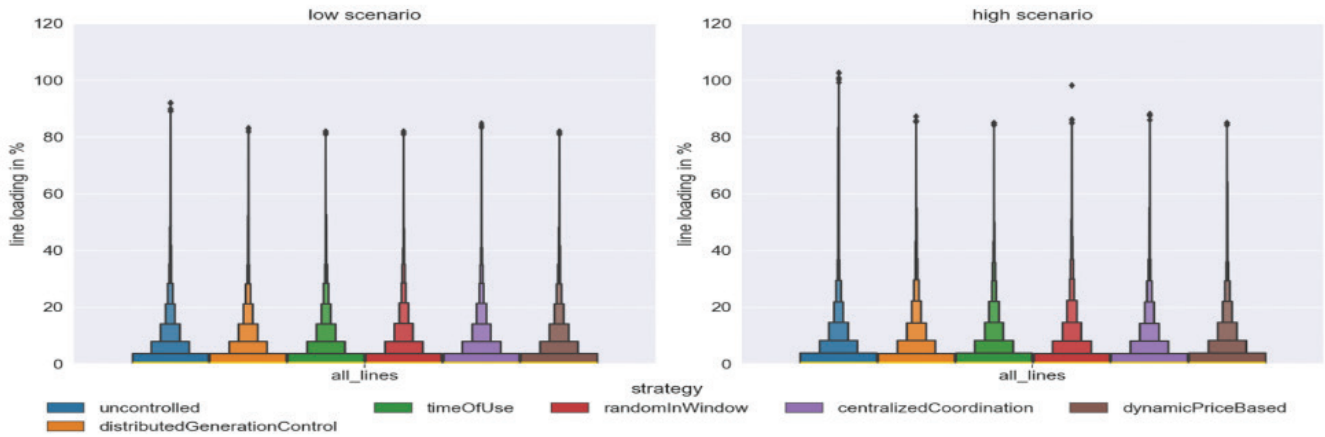 low scenario
120
100
80
60
40
20
0
line loading in %
all_lines
high scenario
120
100
80
60
40
20
0
line loading in %
all_lines
strategy
uncontrolled
distributedGenerationControl
timeOfUse
randomInWindow
centralizedCoordination
dynamicPriceBased